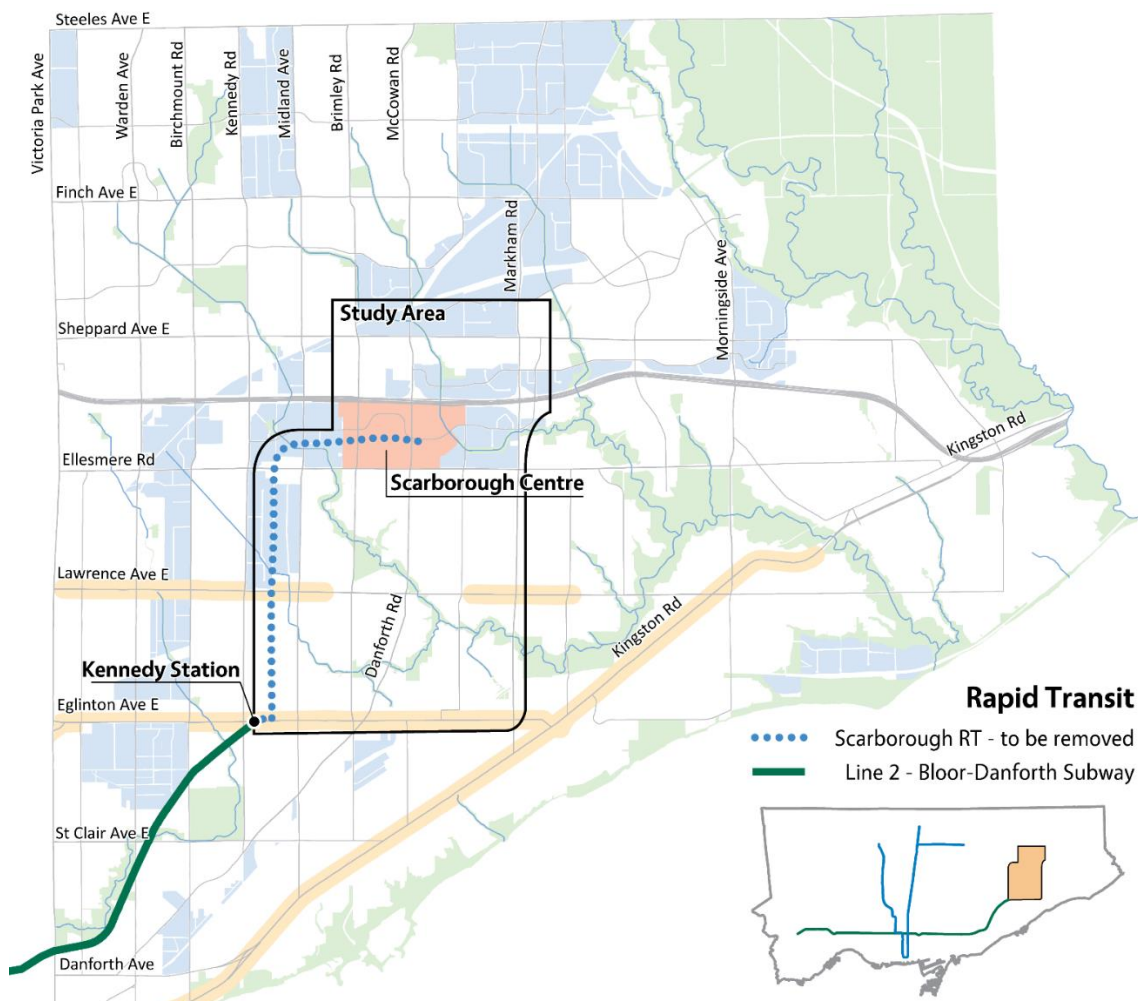 Steeles Ave E
Victoria Park Ave
Warden Ave
Birchmount Rd
Kennedy Rd
Midland Ave
Brimley Rd
McCowan Rd
Finch Ave E
Markham Rd
Morningside Ave
Study Area
Sheppard Ave E
Kingston Rd
Ellesmere Rd
Scarborough Centre
Lawrence Ave E
Danforth Rd
Kingston Rd
Kennedy Station
Eglinton Ave E
Rapid Transit
Scarborough RT - to be removed
Line 2 - Bloor-Danforth Subway
St Clair Ave E
Danforth Ave